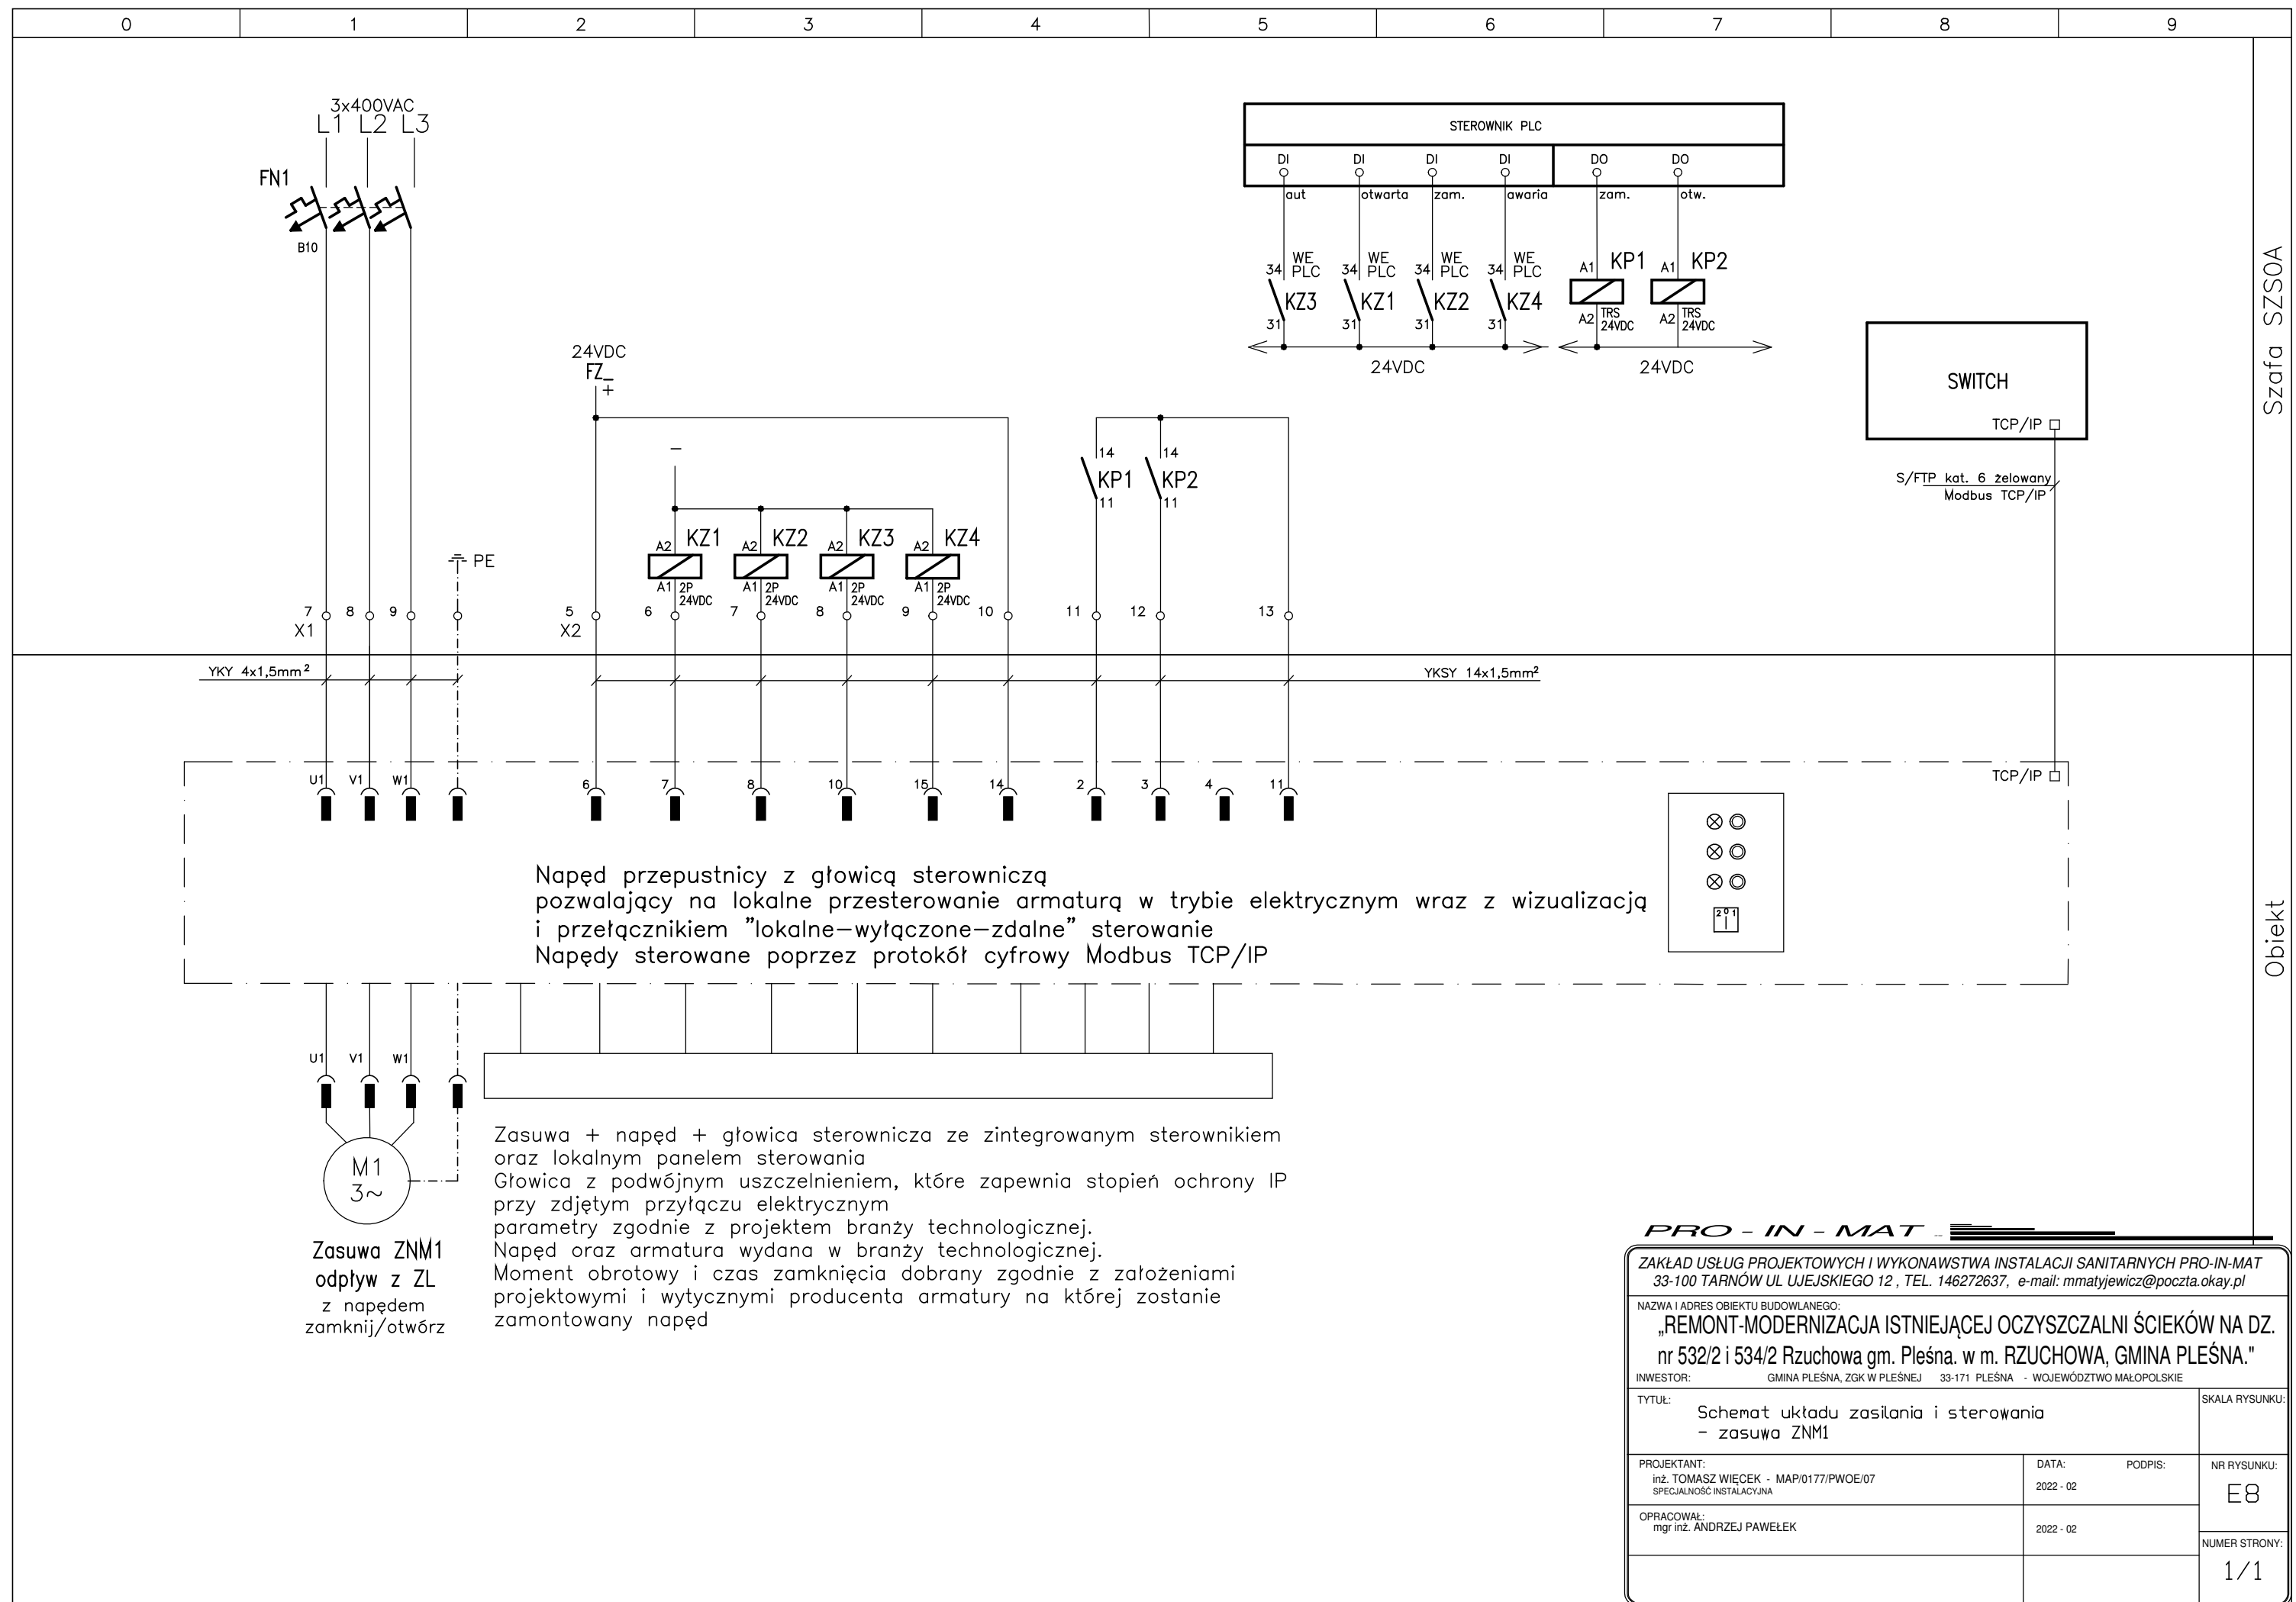 0 1 2 3 4 5 6 7 8 9
3x400VAC
L1 L2 L3
FN1
B10
STEROWNIK PLC
DI DI DI DI DO DO
aut otwarta zam. awaria zam. otw.
34 WE PLC 34 WE PLC 34 WE PLC 34 WE PLC A1 KP1 A1 KP2
KZ3 KZ1 KZ2 KZ4
31 31 31 31 A2 TRS 24VDC A2 TRS 24VDC
24VDC 24VDC
Szafa SZSOA
SWITCH
TCP/IP
S/FTP kat. 6 żelowany
Modbus TCP/IP
24VDC
FZ_
+
−
14 14
KP1 KP2
11 11
A2 KZ1 A2 KZ2 A2 KZ3 A2 KZ4
A1 2P A1 2P A1 2P A1 2P
24VDC 24VDC 24VDC 24VDC
PE
7 8 9 5 6 7 8 9 10 11 12 13
X1 X2
YKY 4x1,5mm²
YKSY 14x1,5mm²
U1 V1 W1 6 7 8 10 15 14 2 3 4 11
TCP/IP
2 0 1
Napęd przepustnicy z głowicą sterowniczą
pozwalający na lokalne przesterowanie armaturą w trybie elektrycznym wraz z wizualizacją
i przełącznikiem "lokalne−wyłączone−zdalne" sterowanie
Napędy sterowane poprzez protokół cyfrowy Modbus TCP/IP
Obiekt
U1 V1 W1
M1
3~
Zasuwa ZNM1
odpływ z ZL
z napędem
zamknij/otwórz
Zasuwa + napęd + głowica sterownicza ze zintegrowanym sterownikiem
oraz lokalnym panelem sterowania
Głowica z podwójnym uszczelnieniem, które zapewnia stopień ochrony IP
przy zdjętym przyłączu elektrycznym
parametry zgodnie z projektem branży technologicznej.
Napęd oraz armatura wydana w branży technologicznej.
Moment obrotowy i czas zamknięcia dobrany zgodnie z założeniami
projektowymi i wytycznymi producenta armatury na której zostanie
zamontowany napęd
PRO - IN - MAT
ZAKŁAD USŁUG PROJEKTOWYCH I WYKONAWSTWA INSTALACJI SANITARNYCH PRO-IN-MAT
33-100 TARNÓW UL UJEJSKIEGO 12 , TEL. 146272637, e-mail: mmatyjewicz@poczta.okay.pl
NAZWA I ADRES OBIEKTU BUDOWLANEGO:
„REMONT-MODERNIZACJA ISTNIEJĄCEJ OCZYSZCZALNI ŚCIEKÓW NA DZ.
nr 532/2 i 534/2 Rzuchowa gm. Pleśna. w m. RZUCHOWA, GMINA PLEŚNA."
INWESTOR: GMINA PLEŚNA, ZGK W PLEŚNEJ 33-171 PLEŚNA - WOJEWÓDZTWO MAŁOPOLSKIE
TYTUŁ:
Schemat układu zasilania i sterowania
- zasuwa ZNM1
SKALA RYSUNKU:
PROJEKTANT:
inż. TOMASZ WIĘCEK - MAP/0177/PWOE/07
SPECJALNOŚĆ INSTALACYJNA
DATA: PODPIS:
2022 - 02
NR RYSUNKU:
E8
OPRACOWAŁ:
mgr inż. ANDRZEJ PAWEŁEK
2022 - 02
NUMER STRONY:
1/1